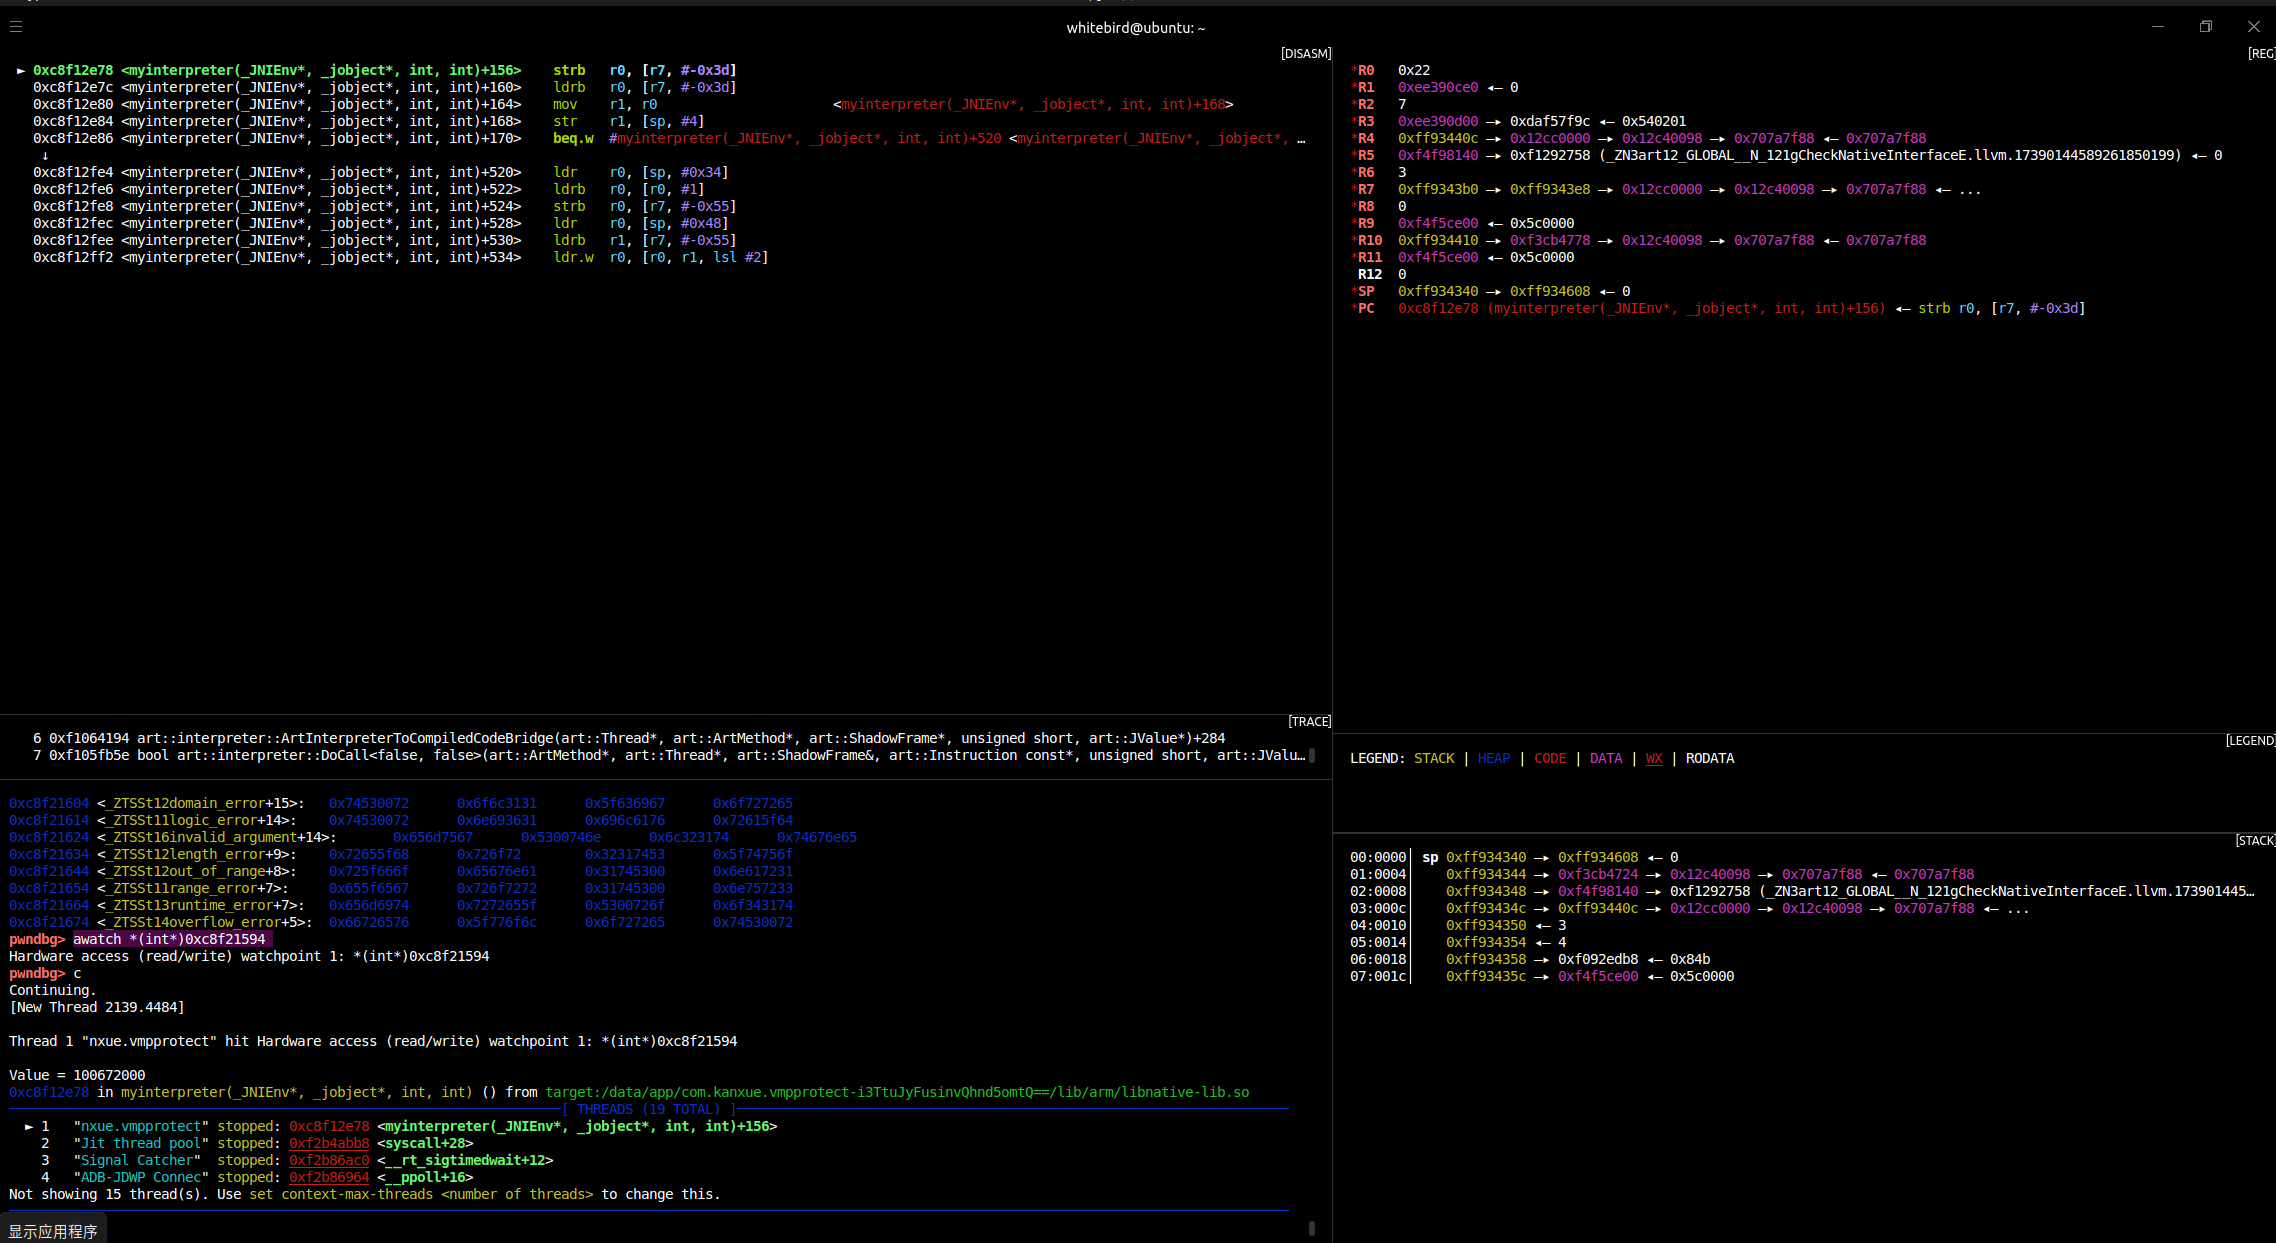 whitebird@ubuntu: ~
[DISASM]
► 0xc8f12e78 <myinterpreter(_JNIEnv*, _jobject*, int, int)+156>    strb   r0, [r7, #-0x3d]
0xc8f12e7c <myinterpreter(_JNIEnv*, _jobject*, int, int)+160>    ldrb   r0, [r7, #-0x3d]
0xc8f12e80 <myinterpreter(_JNIEnv*, _jobject*, int, int)+164>    mov    r1, r0                      <myinterpreter(_JNIEnv*, _jobject*, int, int)+168>
0xc8f12e84 <myinterpreter(_JNIEnv*, _jobject*, int, int)+168>    str    r1, [sp, #4]
0xc8f12e86 <myinterpreter(_JNIEnv*, _jobject*, int, int)+170>    beq.w  #myinterpreter(_JNIEnv*, _jobject*, int, int)+520 <myinterpreter(_JNIEnv*, _jobject*, …
↓
0xc8f12fe4 <myinterpreter(_JNIEnv*, _jobject*, int, int)+520>    ldr    r0, [sp, #0x34]
0xc8f12fe6 <myinterpreter(_JNIEnv*, _jobject*, int, int)+522>    ldrb   r0, [r0, #1]
0xc8f12fe8 <myinterpreter(_JNIEnv*, _jobject*, int, int)+524>    strb   r0, [r7, #-0x55]
0xc8f12fec <myinterpreter(_JNIEnv*, _jobject*, int, int)+528>    ldr    r0, [sp, #0x48]
0xc8f12fee <myinterpreter(_JNIEnv*, _jobject*, int, int)+530>    ldrb   r1, [r7, #-0x55]
0xc8f12ff2 <myinterpreter(_JNIEnv*, _jobject*, int, int)+534>    ldr.w  r0, [r0, r1, lsl #2]
[TRACE]
6 0xf1064194 art::interpreter::ArtInterpreterToCompiledCodeBridge(art::Thread*, art::ArtMethod*, art::ShadowFrame*, unsigned short, art::JValue*)+284
7 0xf105fb5e bool art::interpreter::DoCall<false, false>(art::ArtMethod*, art::Thread*, art::ShadowFrame&, art::Instruction const*, unsigned short, art::JValu…
0xc8f21604 <_ZTSSt12domain_error+15>:   0x74530072      0x6f6c3131      0x5f636967      0x6f727265
0xc8f21614 <_ZTSSt11logic_error+14>:    0x74530072      0x6e693631      0x696c6176      0x72615f64
0xc8f21624 <_ZTSSt16invalid_argument+14>:       0x656d7567      0x5300746e      0x6c323174      0x74676e65
0xc8f21634 <_ZTSSt12length_error+9>:    0x72655f68      0x726f72        0x32317453      0x5f74756f
0xc8f21644 <_ZTSSt12out_of_range+8>:    0x725f666f      0x65676e61      0x31745300      0x6e617231
0xc8f21654 <_ZTSSt11range_error+7>:     0x655f6567      0x726f7272      0x31745300      0x6e757233
0xc8f21664 <_ZTSSt13runtime_error+7>:   0x656d6974      0x7272655f      0x5300726f      0x6f343174
0xc8f21674 <_ZTSSt14overflow_error+5>:  0x66726576      0x5f776f6c      0x6f727265      0x74530072
pwndbg> awatch *(int*)0xc8f21594
Hardware access (read/write) watchpoint 1: *(int*)0xc8f21594
pwndbg> c
Continuing.
[New Thread 2139.4484]
Thread 1 "nxue.vmpprotect" hit Hardware access (read/write) watchpoint 1: *(int*)0xc8f21594
Value = 100672000
0xc8f12e78 in myinterpreter(_JNIEnv*, _jobject*, int, int) () from target:/data/app/com.kanxue.vmpprotect-i3TtuJyFusinvQhnd5omtQ==/lib/arm/libnative-lib.so
[ THREADS (19 TOTAL) ]
► 1   "nxue.vmpprotect" stopped: 0xc8f12e78 <myinterpreter(_JNIEnv*, _jobject*, int, int)+156>
2   "Jit thread pool" stopped: 0xf2b4abb8 <syscall+28>
3   "Signal Catcher"  stopped: 0xf2b86ac0 <__rt_sigtimedwait+12>
4   "ADB-JDWP Connec" stopped: 0xf2b86964 <__ppoll+16>
Not showing 15 thread(s). Use set context-max-threads <number of threads> to change this.
显示应用程序
[REG]
*R0   0x22
*R1   0xee390ce0 ◂— 0
*R2   7
*R3   0xee390d00 —▸ 0xdaf57f9c ◂— 0x540201
*R4   0xff93440c —▸ 0x12cc0000 —▸ 0x12c40098 —▸ 0x707a7f88 ◂— 0x707a7f88
*R5   0xf4f98140 —▸ 0xf1292758 (_ZN3art12_GLOBAL__N_121gCheckNativeInterfaceE.llvm.17390144589261850199) ◂— 0
*R6   3
*R7   0xff9343b0 —▸ 0xff9343e8 —▸ 0x12cc0000 —▸ 0x12c40098 —▸ 0x707a7f88 ◂— ...
*R8   0
*R9   0xf4f5ce00 ◂— 0x5c0000
*R10  0xff934410 —▸ 0xf3cb4778 —▸ 0x12c40098 —▸ 0x707a7f88 ◂— 0x707a7f88
*R11  0xf4f5ce00 ◂— 0x5c0000
R12  0
*SP   0xff934340 —▸ 0xff934608 ◂— 0
*PC   0xc8f12e78 (myinterpreter(_JNIEnv*, _jobject*, int, int)+156) ◂— strb r0, [r7, #-0x3d]
[LEGEND]
LEGEND: STACK | HEAP | CODE | DATA | WX | RODATA
[STACK]
00:0000│ sp 0xff934340 —▸ 0xff934608 ◂— 0
01:0004│    0xff934344 —▸ 0xf3cb4724 —▸ 0x12c40098 —▸ 0x707a7f88 ◂— 0x707a7f88
02:0008│    0xff934348 —▸ 0xf4f98140 —▸ 0xf1292758 (_ZN3art12_GLOBAL__N_121gCheckNativeInterfaceE.llvm.173901445…
03:000c│    0xff93434c —▸ 0xff93440c —▸ 0x12cc0000 —▸ 0x12c40098 —▸ 0x707a7f88 ◂— ...
04:0010│    0xff934350 ◂— 3
05:0014│    0xff934354 ◂— 4
06:0018│    0xff934358 —▸ 0xf092edb8 ◂— 0x84b
07:001c│    0xff93435c —▸ 0xf4f5ce00 ◂— 0x5c0000